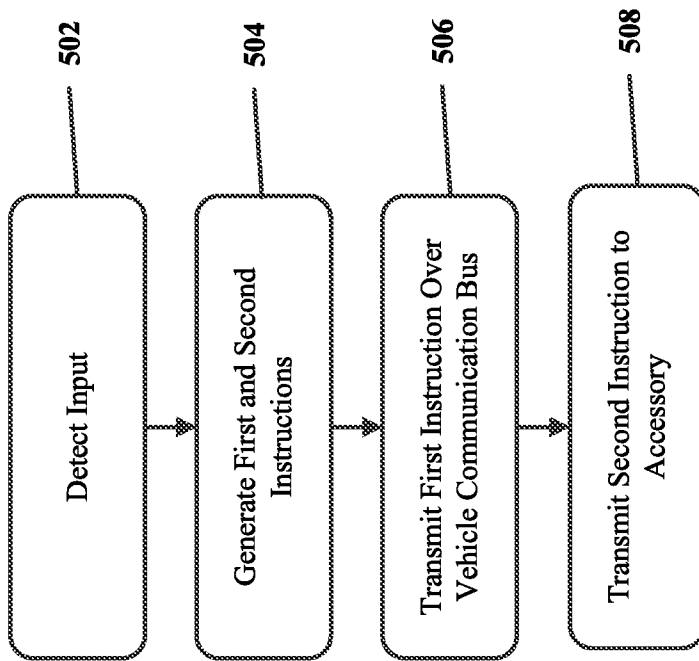 Detect Input
502
Generate First and Second
Instructions
504
Transmit First Instruction Over
Vehicle Communication Bus
506
Transmit Second Instruction to
Accessory
508